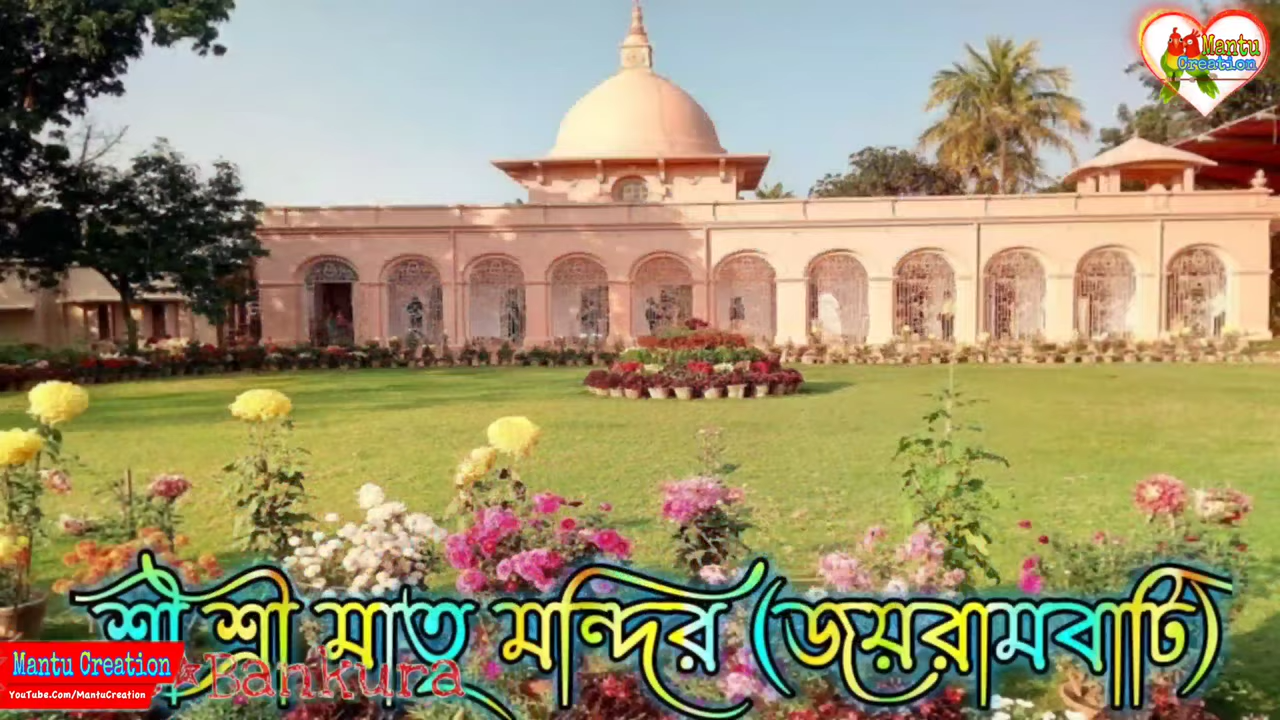 Mantu
Creation
শ্রী শ্রী মাতৃ মন্দির (জয়রামবাটি)
Mantu Creation
YouTube.Com/MantuCreation
Bankura